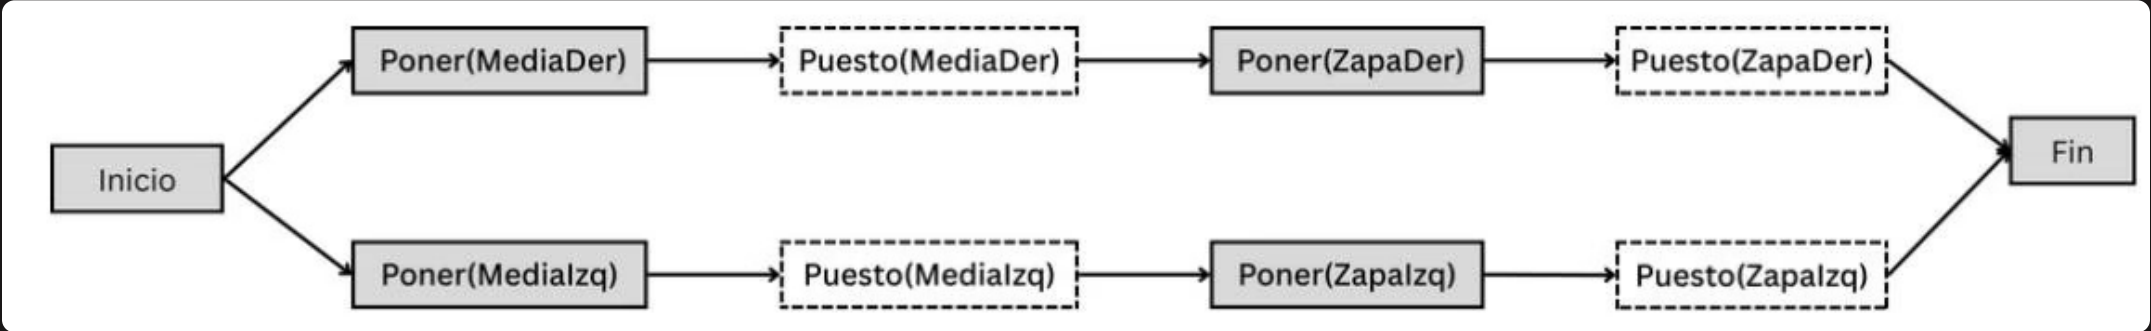 Poner(MediaDer) Puesto(MediaDer) Poner(ZapaDer) Puesto(ZapaDer)
Inicio Fin
Poner(MediaIzq) Puesto(MediaIzq) Poner(ZapaIzq) Puesto(ZapaIzq)